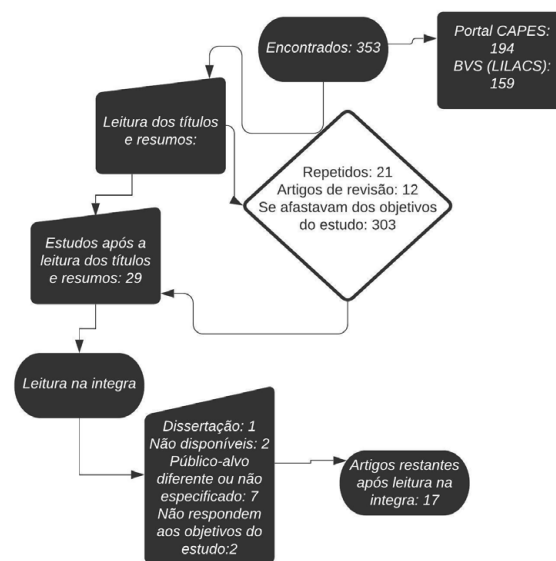 Encontrados: 353
Portal CAPES:
194
BVS (LILACS):
159
Leitura dos títulos
e resumos:
Repetidos: 21
Artigos de revisão: 12
Se afastavam dos objetivos
do estudo: 303
Estudos após a
leitura dos títulos
e resumos: 29
Leitura na integra
Dissertação: 1
Não disponíveis: 2
Público-alvo
diferente ou não
especificado: 7
Não respondem
aos objetivos do
estudo:2
Artigos restantes
após leitura na
integra: 17